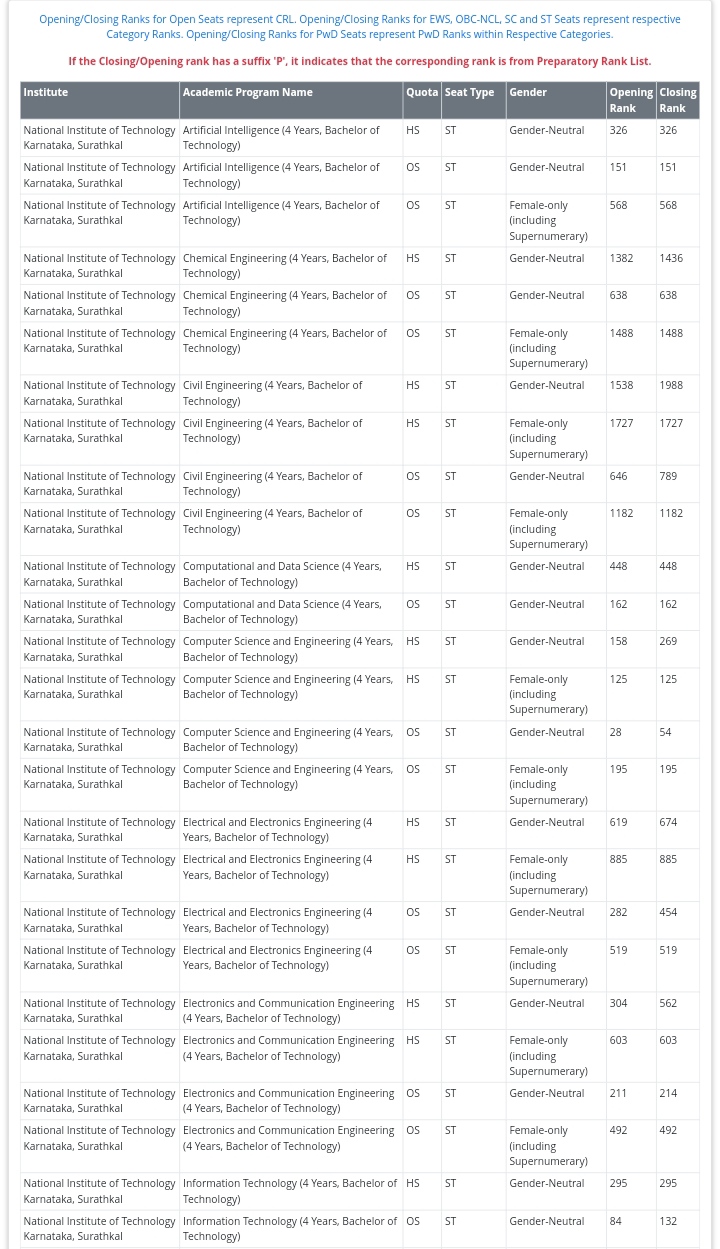 Opening/Closing Ranks for Open Seats represent CRL. Opening/Closing Ranks for EWS, OBC-NCL, SC and ST Seats represent respective
Category Ranks. Opening/Closing Ranks for PwD Seats represent PwD Ranks within Respective Categories.
If the Closing/Opening rank has a suffix 'P', it indicates that the corresponding rank is from Preparatory Rank List.
Institute Academic Program Name Quota Seat Type Gender Opening Closing
Rank Rank
National Institute of Technology Artificial Intelligence (4 Years, Bachelor of HS ST Gender-Neutral 326 326
Karnataka, Surathkal Technology)
National Institute of Technology Artificial Intelligence (4 Years, Bachelor of OS ST Gender-Neutral 151 151
Karnataka, Surathkal Technology)
National Institute of Technology Artificial Intelligence (4 Years, Bachelor of OS ST Female-only 568 568
Karnataka, Surathkal Technology) (including
Supernumerary)
National Institute of Technology Chemical Engineering (4 Years, Bachelor of HS ST Gender-Neutral 1382 1436
Karnataka, Surathkal Technology)
National Institute of Technology Chemical Engineering (4 Years, Bachelor of OS ST Gender-Neutral 638 638
Karnataka, Surathkal Technology)
National Institute of Technology Chemical Engineering (4 Years, Bachelor of OS ST Female-only 1488 1488
Karnataka, Surathkal Technology) (including
Supernumerary)
National Institute of Technology Civil Engineering (4 Years, Bachelor of HS ST Gender-Neutral 1538 1988
Karnataka, Surathkal Technology)
National Institute of Technology Civil Engineering (4 Years, Bachelor of HS ST Female-only 1727 1727
Karnataka, Surathkal Technology) (including
Supernumerary)
National Institute of Technology Civil Engineering (4 Years, Bachelor of OS ST Gender-Neutral 646 789
Karnataka, Surathkal Technology)
National Institute of Technology Civil Engineering (4 Years, Bachelor of OS ST Female-only 1182 1182
Karnataka, Surathkal Technology) (including
Supernumerary)
National Institute of Technology Computational and Data Science (4 Years, HS ST Gender-Neutral 448 448
Karnataka, Surathkal Bachelor of Technology)
National Institute of Technology Computational and Data Science (4 Years, OS ST Gender-Neutral 162 162
Karnataka, Surathkal Bachelor of Technology)
National Institute of Technology Computer Science and Engineering (4 Years, HS ST Gender-Neutral 158 269
Karnataka, Surathkal Bachelor of Technology)
National Institute of Technology Computer Science and Engineering (4 Years, HS ST Female-only 125 125
Karnataka, Surathkal Bachelor of Technology) (including
Supernumerary)
National Institute of Technology Computer Science and Engineering (4 Years, OS ST Gender-Neutral 28 54
Karnataka, Surathkal Bachelor of Technology)
National Institute of Technology Computer Science and Engineering (4 Years, OS ST Female-only 195 195
Karnataka, Surathkal Bachelor of Technology) (including
Supernumerary)
National Institute of Technology Electrical and Electronics Engineering (4 HS ST Gender-Neutral 619 674
Karnataka, Surathkal Years, Bachelor of Technology)
National Institute of Technology Electrical and Electronics Engineering (4 HS ST Female-only 885 885
Karnataka, Surathkal Years, Bachelor of Technology) (including
Supernumerary)
National Institute of Technology Electrical and Electronics Engineering (4 OS ST Gender-Neutral 282 454
Karnataka, Surathkal Years, Bachelor of Technology)
National Institute of Technology Electrical and Electronics Engineering (4 OS ST Female-only 519 519
Karnataka, Surathkal Years, Bachelor of Technology) (including
Supernumerary)
National Institute of Technology Electronics and Communication Engineering HS ST Gender-Neutral 304 562
Karnataka, Surathkal (4 Years, Bachelor of Technology)
National Institute of Technology Electronics and Communication Engineering HS ST Female-only 603 603
Karnataka, Surathkal (4 Years, Bachelor of Technology) (including
Supernumerary)
National Institute of Technology Electronics and Communication Engineering OS ST Gender-Neutral 211 214
Karnataka, Surathkal (4 Years, Bachelor of Technology)
National Institute of Technology Electronics and Communication Engineering OS ST Female-only 492 492
Karnataka, Surathkal (4 Years, Bachelor of Technology) (including
Supernumerary)
National Institute of Technology Information Technology (4 Years, Bachelor of HS ST Gender-Neutral 295 295
Karnataka, Surathkal Technology)
National Institute of Technology Information Technology (4 Years, Bachelor of OS ST Gender-Neutral 84 132
Karnataka, Surathkal Technology)